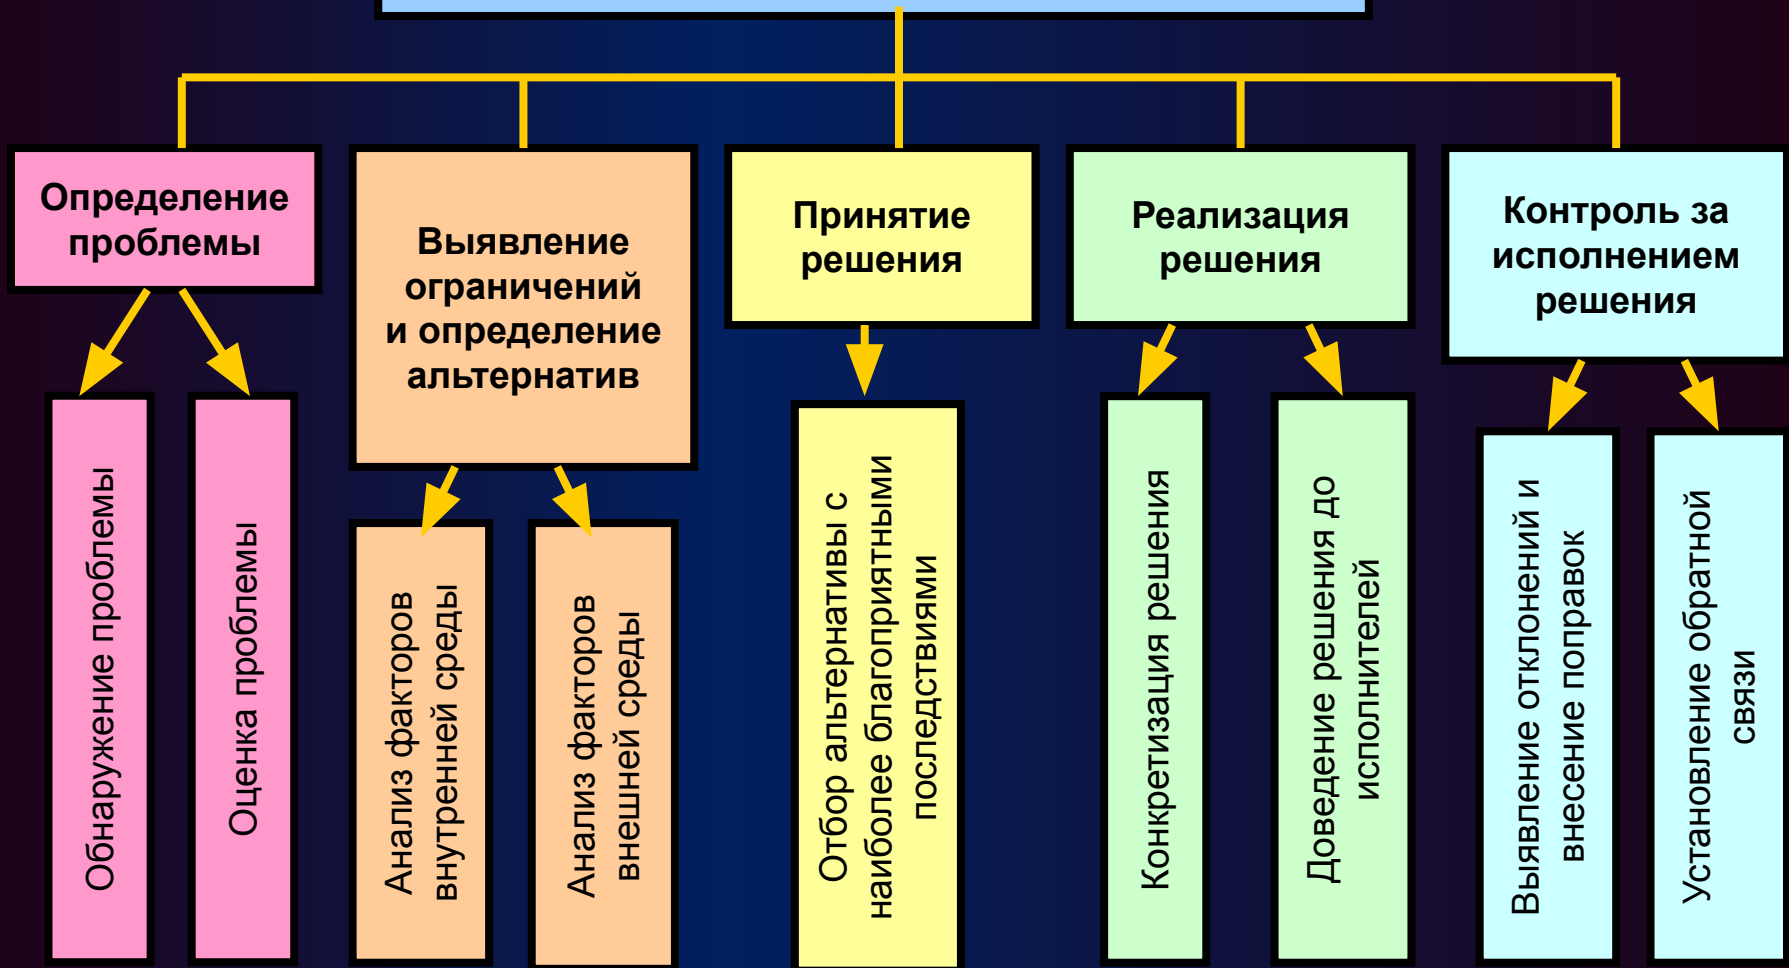 Определение
проблемы
Выявление
ограничений
и определение
альтернатив
Принятие
решения
Реализация
решения
Контроль за
исполнением
решения
Обнаружение проблемы
Оценка проблемы
Анализ факторов
внутренней среды
Анализ факторов
внешней среды
Отбор альтернативы с
наиболее благоприятными
последствиями
Конкретизация решения
Доведение решения до
исполнителей
Выявление отклонений и
внесение поправок
Установление обратной
связи